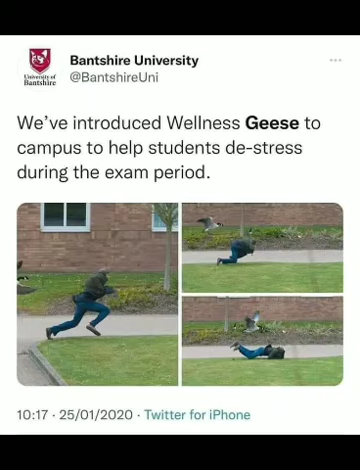 Bantshire University
@BantshireUni
University of
Bantshire
We've introduced Wellness Geese to
campus to help students de-stress
during the exam period.
10:17 · 25/01/2020 · Twitter for iPhone